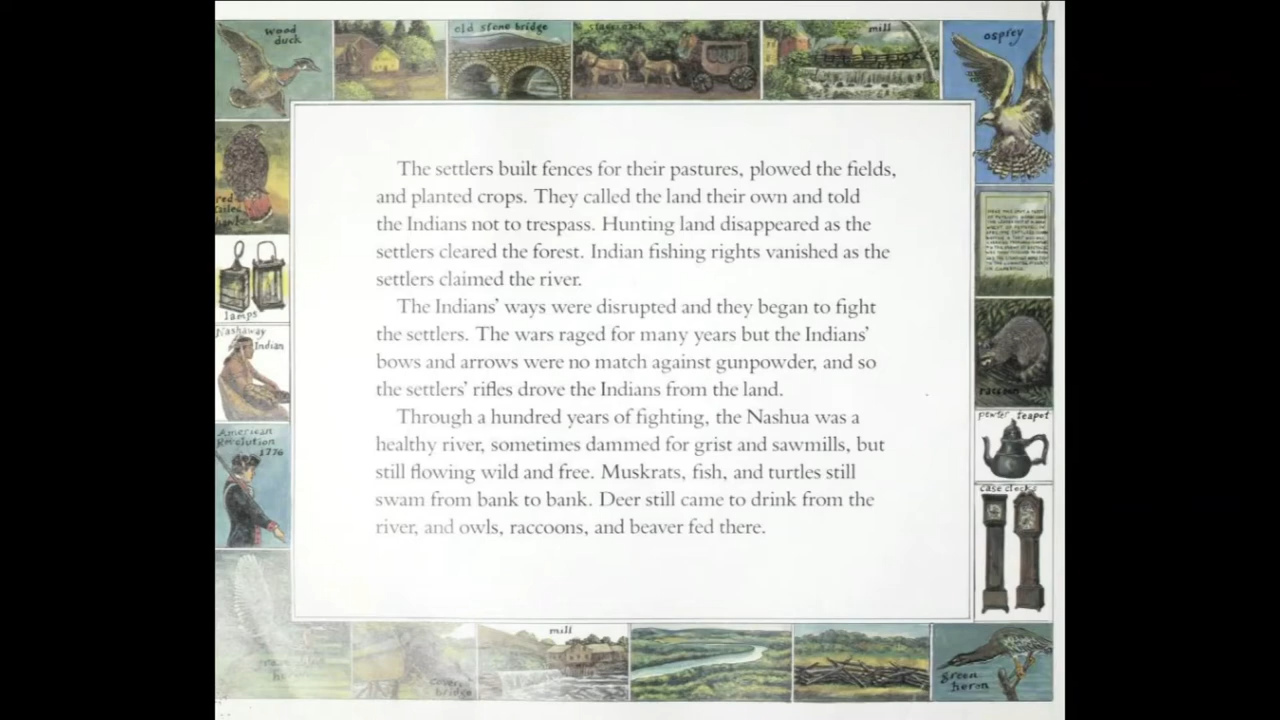 wood
duck
old stone bridge
stagecoach
mill
osprey
red
tailed
hawk
lamps
Nashaway
Indian
American
Revolution
1776
The settlers built fences for their pastures, plowed the fields,
and planted crops. They called the land their own and told
the Indians not to trespass. Hunting land disappeared as the
settlers cleared the forest. Indian fishing rights vanished as the
settlers claimed the river.
The Indians' ways were disrupted and they began to fight
the settlers. The wars raged for many years but the Indians'
bows and arrows were no match against gunpowder, and so
the settlers' rifles drove the Indians from the land.
Through a hundred years of fighting, the Nashua was a
healthy river, sometimes dammed for grist and sawmills, but
still flowing wild and free. Muskrats, fish, and turtles still
swam from bank to bank. Deer still came to drink from the
river, and owls, raccoons, and beaver fed there.
raccoon
pewter teapot
case clocks
covered
bridge
mill
green
heron